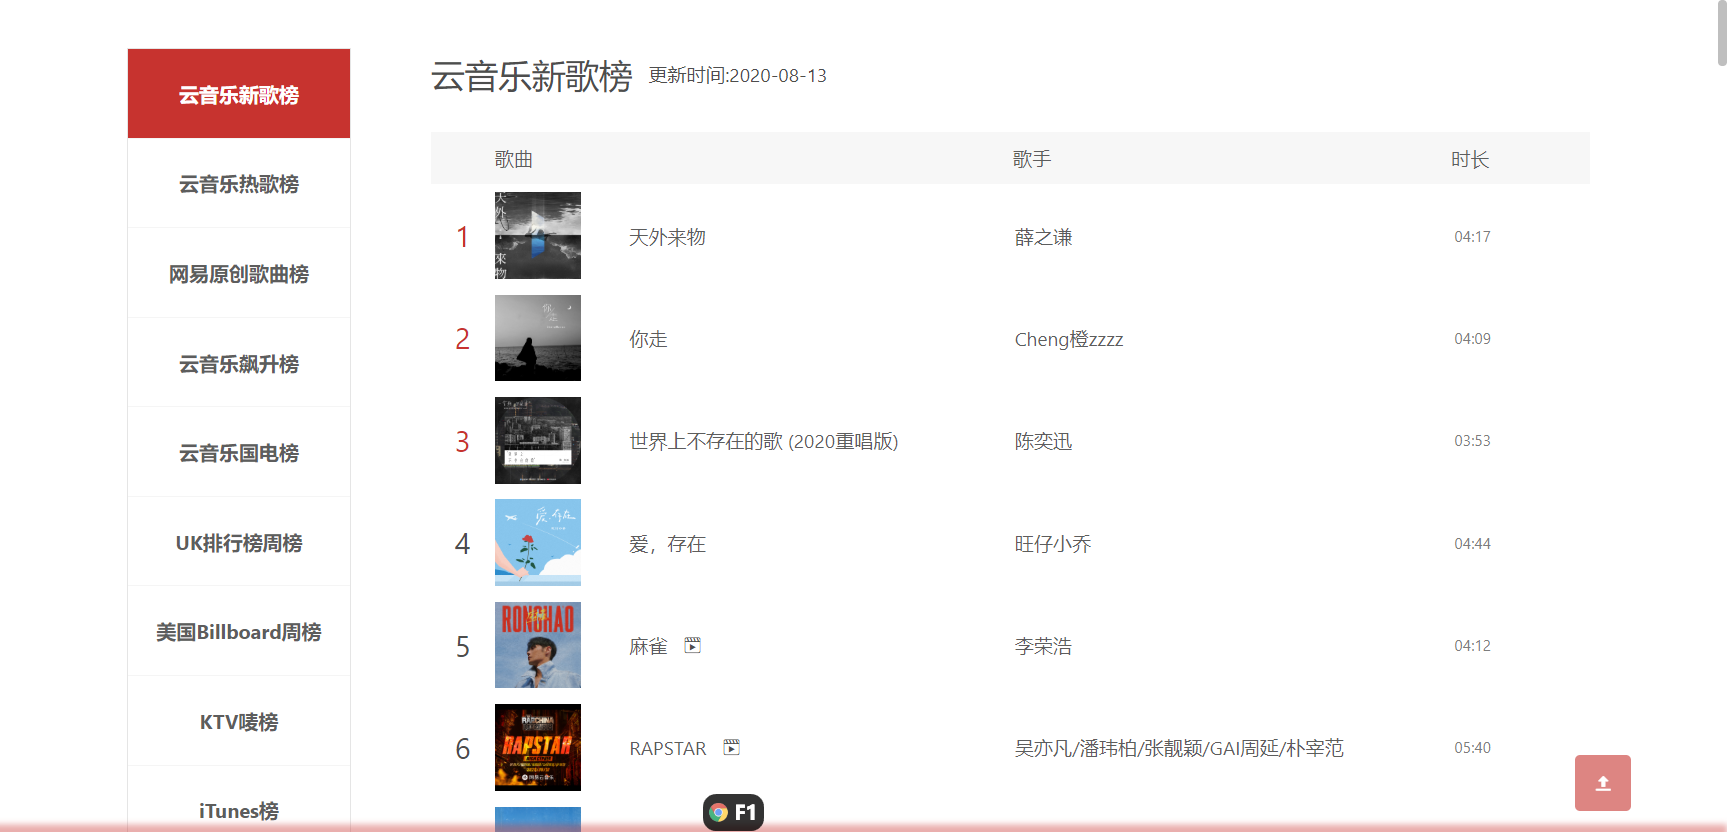 云音乐新歌榜
云音乐热歌榜
网易原创歌曲榜
云音乐飙升榜
云音乐国电榜
UK排行榜周榜
美国Billboard周榜
KTV唛榜
iTunes榜
云音乐新歌榜 更新时间:2020-08-13
歌曲 歌手 时长
1 天外来物 薛之谦 04:17
2 你走 Cheng橙zzzz 04:09
3 世界上不存在的歌 (2020重唱版) 陈奕迅 03:53
4 爱，存在 旺仔小乔 04:44
5 RONGHAO 麻雀 李荣浩 04:12
6 RAPSTAR RAPSTAR 吴亦凡/潘玮柏/张靓颖/GAI周延/朴宰范 05:40
F1